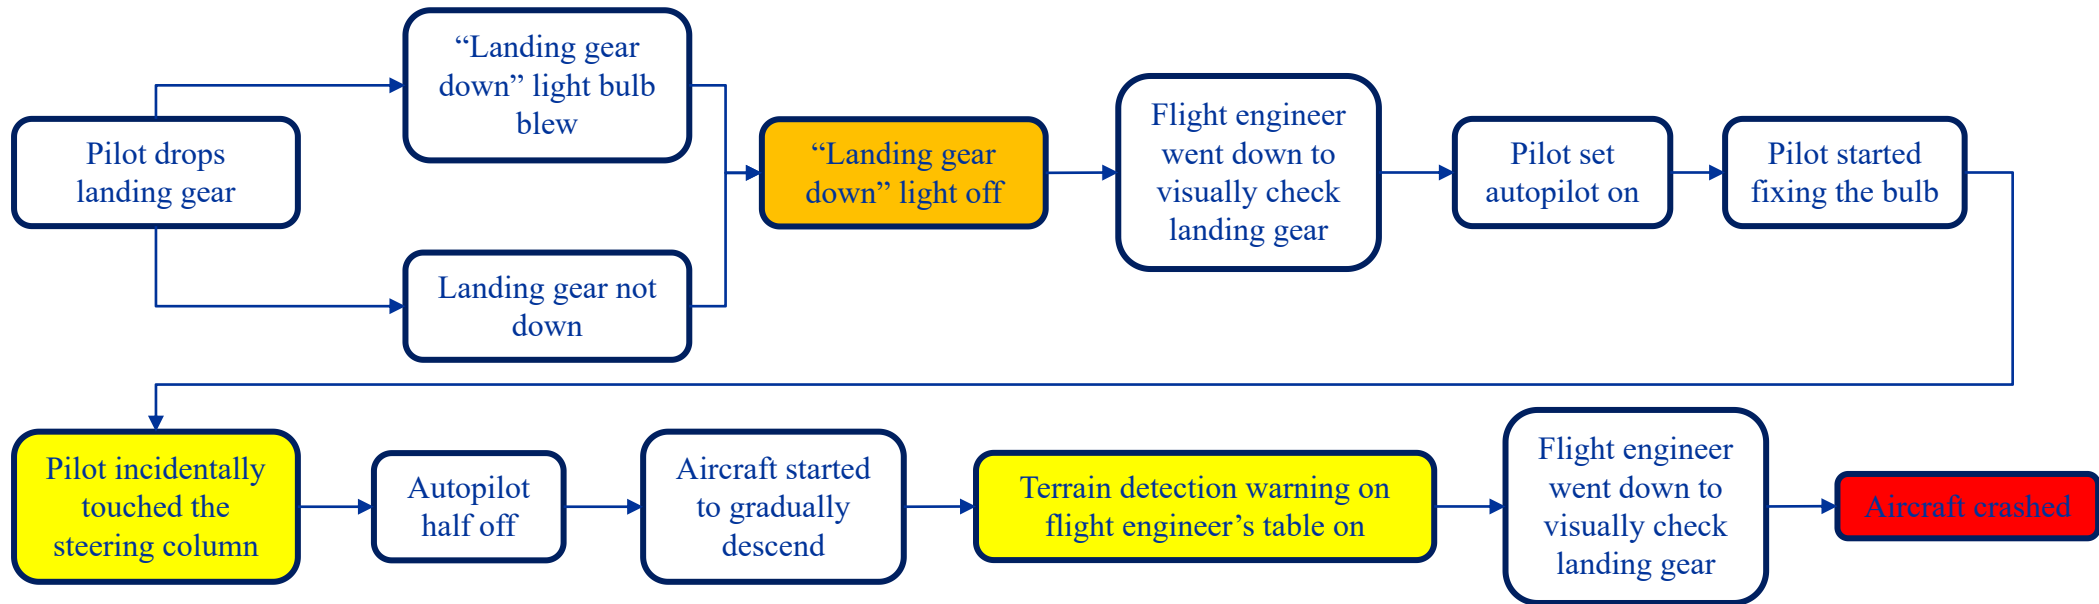 “Landing gear
down” light bulb
blew
Pilot drops
landing gear
Landing gear not
down
“Landing gear
down” light off
Flight engineer
went down to
visually check
landing gear
Pilot set
autopilot on
Pilot started
fixing the bulb
Pilot incidentally
touched the
steering column
Autopilot
half off
Aircraft started
to gradually
descend
Terrain detection warning on
flight engineer’s table on
Flight engineer
went down to
visually check
landing gear
Aircraft crashed